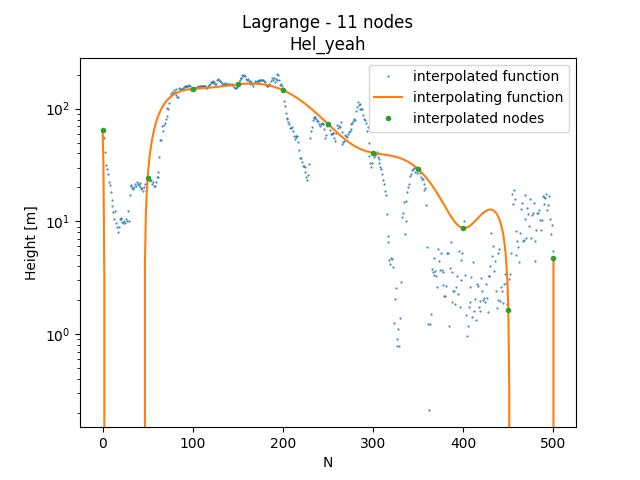 Lagrange - 11 nodes
Hel_yeah
interpolated function
interpolating function
interpolated nodes
Height [m]
10²
10¹
10⁰
0 100 200 300 400 500
N